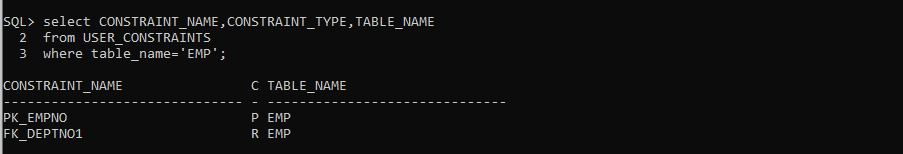 SQL> select CONSTRAINT_NAME,CONSTRAINT_TYPE,TABLE_NAME
  2  from USER_CONSTRAINTS
  3  where table_name='EMP';

CONSTRAINT_NAME                C TABLE_NAME
------------------------------ - ------------------------------
PK_EMPNO                       P EMP
FK_DEPTNO1                     R EMP